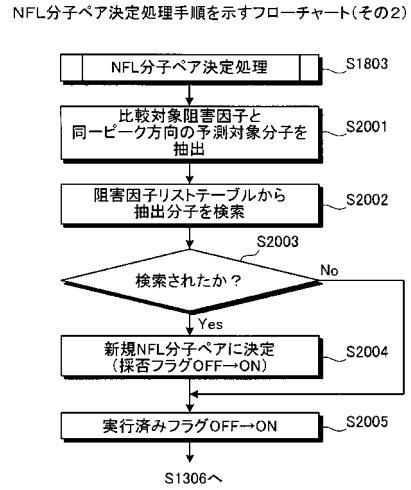 NFL分子ペア決定処理手順を示すフローチャート(その2)
NFL分子ペア決定処理
S1803
比較対象阻害因子と
同一ピーク方向の予測対象分子を
抽出
S2001
阻害因子リストテーブルから
抽出分子を検索
S2002
S2003
検索されたか?
No
Yes
新規NFL分子ペアに決定
(採否フラグOFF→ON)
S2004
実行済みフラグOFF→ON
S2005
S1306へ